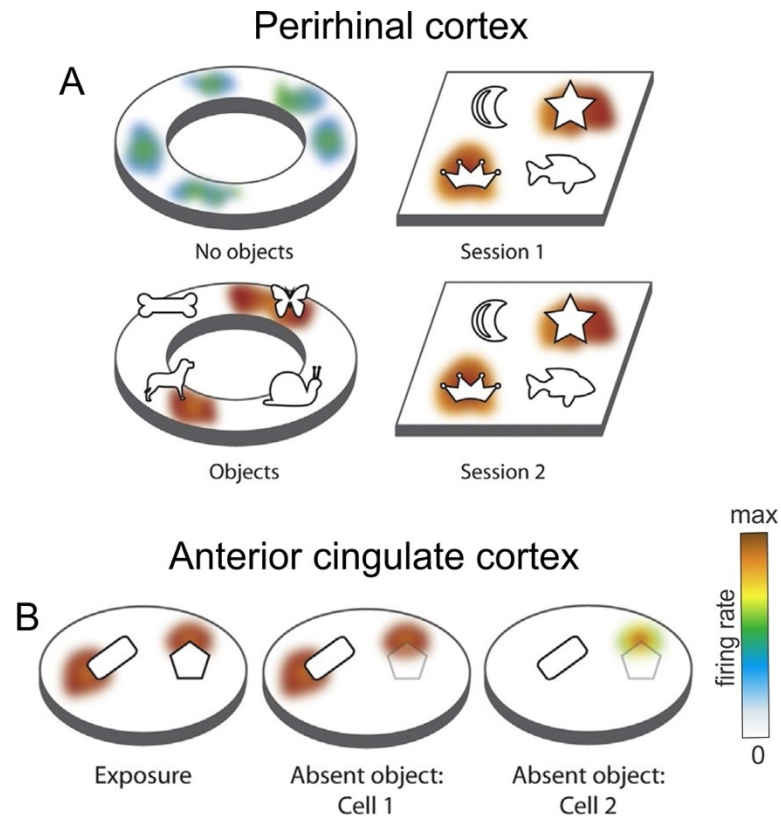 Perirhinal cortex
A
No objects
Session 1
Objects
Session 2
Anterior cingulate cortex
max
B
firing rate
0
Exposure
Absent object:
Cell 1
Absent object:
Cell 2